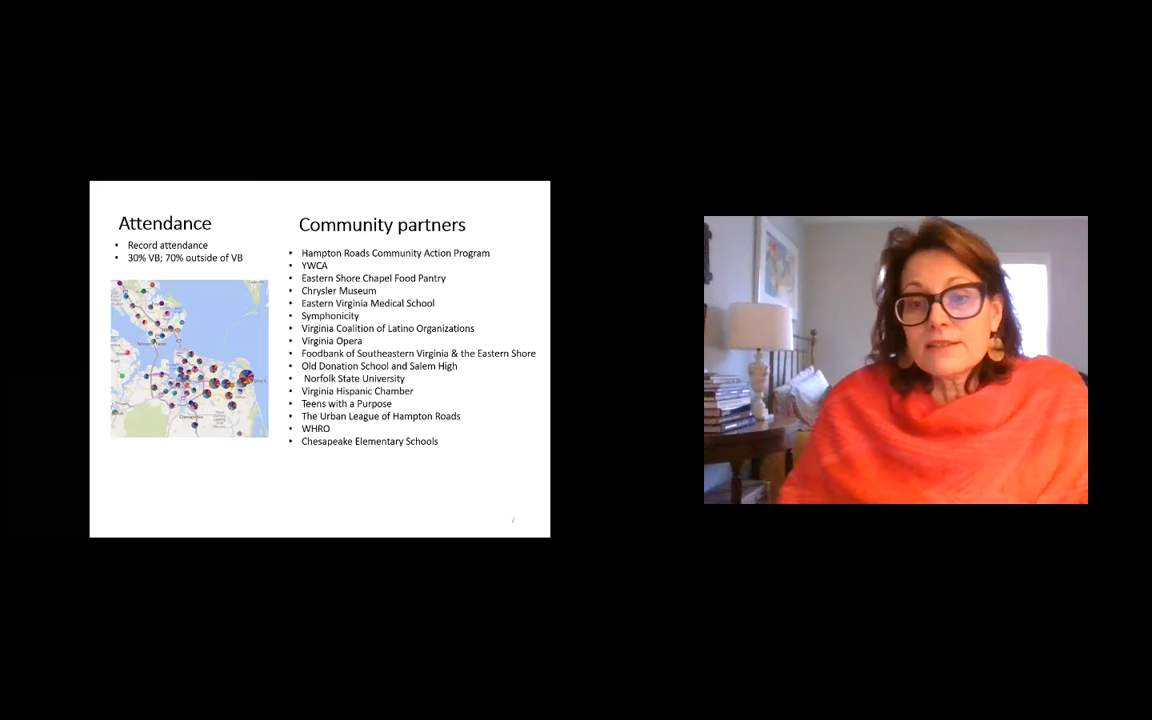 Attendance
• Record attendance
• 30% VB; 70% outside of VB
Community partners
• Hampton Roads Community Action Program
• YWCA
• Eastern Shore Chapel Food Pantry
• Chrysler Museum
• Eastern Virginia Medical School
• Symphonicity
• Virginia Coalition of Latino Organizations
• Virginia Opera
• Foodbank of Southeastern Virginia & the Eastern Shore
• Old Donation School and Salem High
• Norfolk State University
• Virginia Hispanic Chamber
• Teens with a Purpose
• The Urban League of Hampton Roads
• WHRO
• Chesapeake Elementary Schools
7